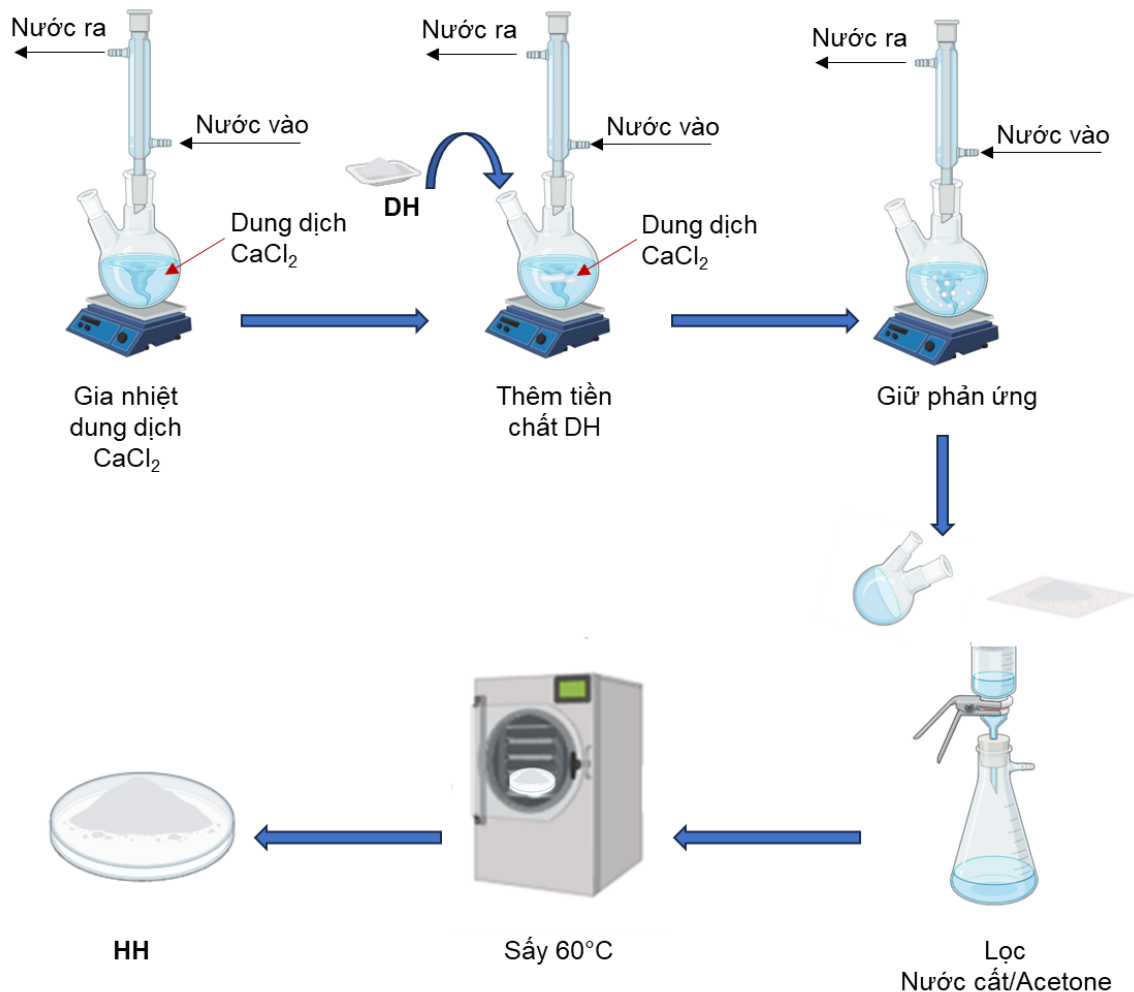 Nước ra
Nước vào
Dung dịch
CaCl₂
Gia nhiệt
dung dịch
CaCl₂
Nước ra
Nước vào
DH
Dung dịch
CaCl₂
Thêm tiền
chất DH
Nước ra
Nước vào
Giữ phản ứng
Lọc
Nước cất/Acetone
Sấy 60°C
HH